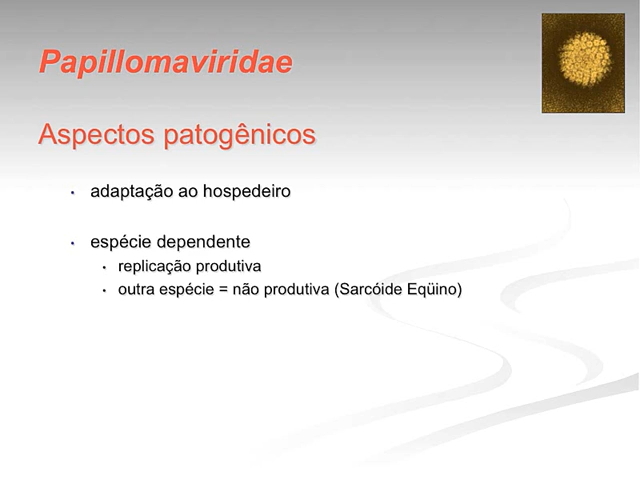 Papillomaviridae
Aspectos patogênicos
• adaptação ao hospedeiro
• espécie dependente
• replicação produtiva
• outra espécie = não produtiva (Sarcóide Eqüino)